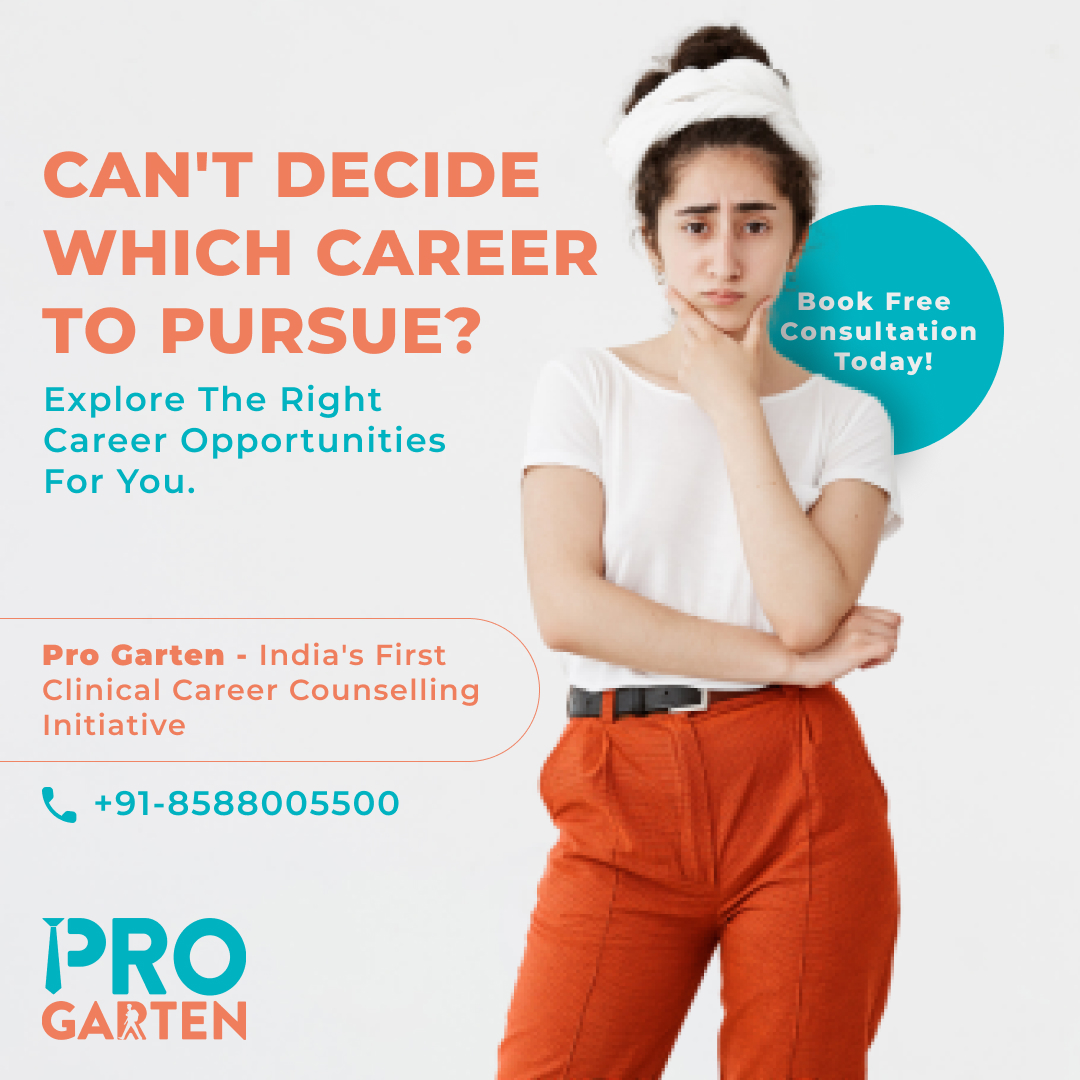 CAN'T DECIDE
WHICH CAREER
TO PURSUE?
Explore The Right
Career Opportunities
For You.
Book Free
Consultation
Today!
Pro Garten - India's First
Clinical Career Counselling
Initiative
+91-8588005500
PRO
GARTEN